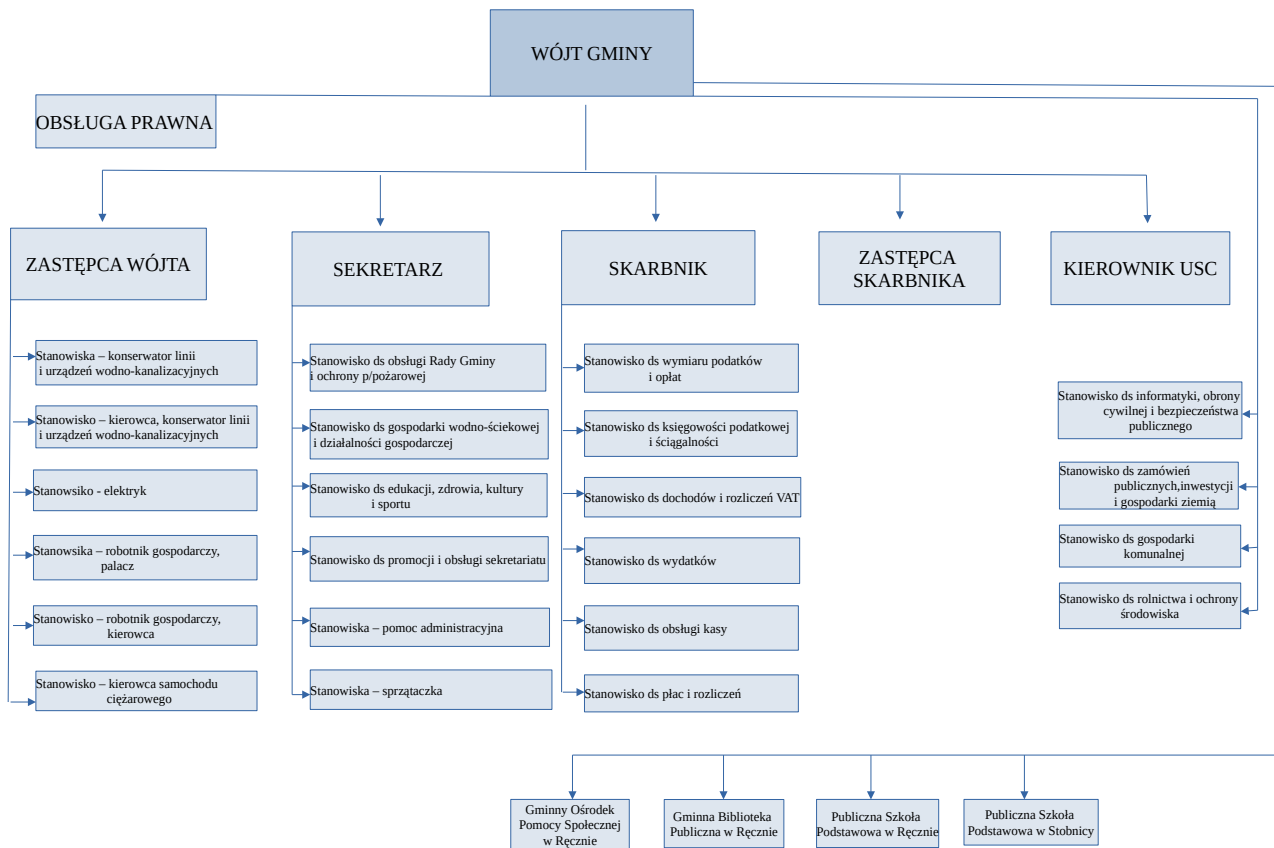 WÓJT GMINY
OBSŁUGA PRAWNA
ZASTĘPCA WÓJTA
SEKRETARZ
SKARBNIK
ZASTĘPCA
SKARBNIKA
KIEROWNIK USC
Stanowiska – konserwator linii
i urządzeń wodno-kanalizacyjnych
Stanowisko – kierowca, konserwator linii
i urządzeń wodno-kanalizacyjnych
Stanowsiko - elektryk
Stanowsika – robotnik gospodarczy,
palacz
Stanowisko – robotnik gospodarczy,
kierowca
Stanowisko – kierowca samochodu
ciężarowego
Stanowisko ds obsługi Rady Gminy
i ochrony p/pożarowej
Stanowisko ds gospodarki wodno-ściekowej
i działalności gospodarczej
Stanowisko ds edukacji, zdrowia, kultury
i sportu
Stanowisko ds promocji i obsługi sekretariatu
Stanowiska – pomoc administracyjna
Stanowiska – sprzątaczka
Stanowisko ds wymiaru podatków
i opłat
Stanowisko ds księgowości podatkowej
i ściągalności
Stanowisko ds dochodów i rozliczeń VAT
Stanowisko ds wydatków
Stanowisko ds obsługi kasy
Stanowisko ds płac i rozliczeń
Stanowisko ds informatyki, obrony
cywilnej i bezpieczeństwa
publicznego
Stanowisko ds zamówień
publicznych,inwestycji
i gospodarki ziemią
Stanowisko ds gospodarki
komunalnej
Stanowisko ds rolnictwa i ochrony
środowiska
Gminny Ośrodek
Pomocy Społecznej
w Ręcznie
Gminna Biblioteka
Publiczna w Ręcznie
Publiczna Szkoła
Podstawowa w Ręcznie
Publiczna Szkoła
Podstawowa w Stobnicy